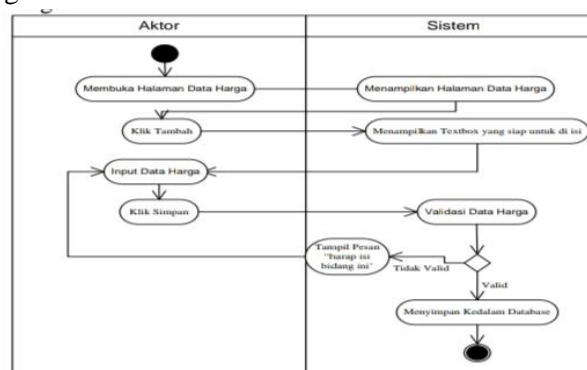 Aktor
Sistem
Membuka Halaman Data Harga
Menampilkan Halaman Data Harga
Klik Tambah
Menampilkan Textbox yang siap untuk di isi
Input Data Harga
Klik Simpan
Validasi Data Harga
Tampil Pesan
"harap isi
bidang ini'
Tidak Valid
Valid
Menyimpan Kedalam Database